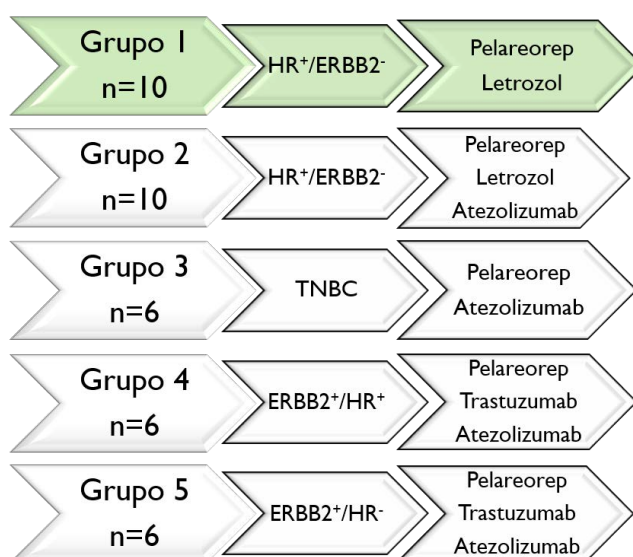 Grupo 1
n=10
HR⁺/ERBB2⁻
Pelareorep
Letrozol
Grupo 2
n=10
HR⁺/ERBB2⁻
Pelareorep
Letrozol
Atezolizumab
Grupo 3
n=6
TNBC
Pelareorep
Atezolizumab
Grupo 4
n=6
ERBB2⁺/HR⁺
Pelareorep
Trastuzumab
Atezolizumab
Grupo 5
n=6
ERBB2⁺/HR⁻
Pelareorep
Trastuzumab
Atezolizumab